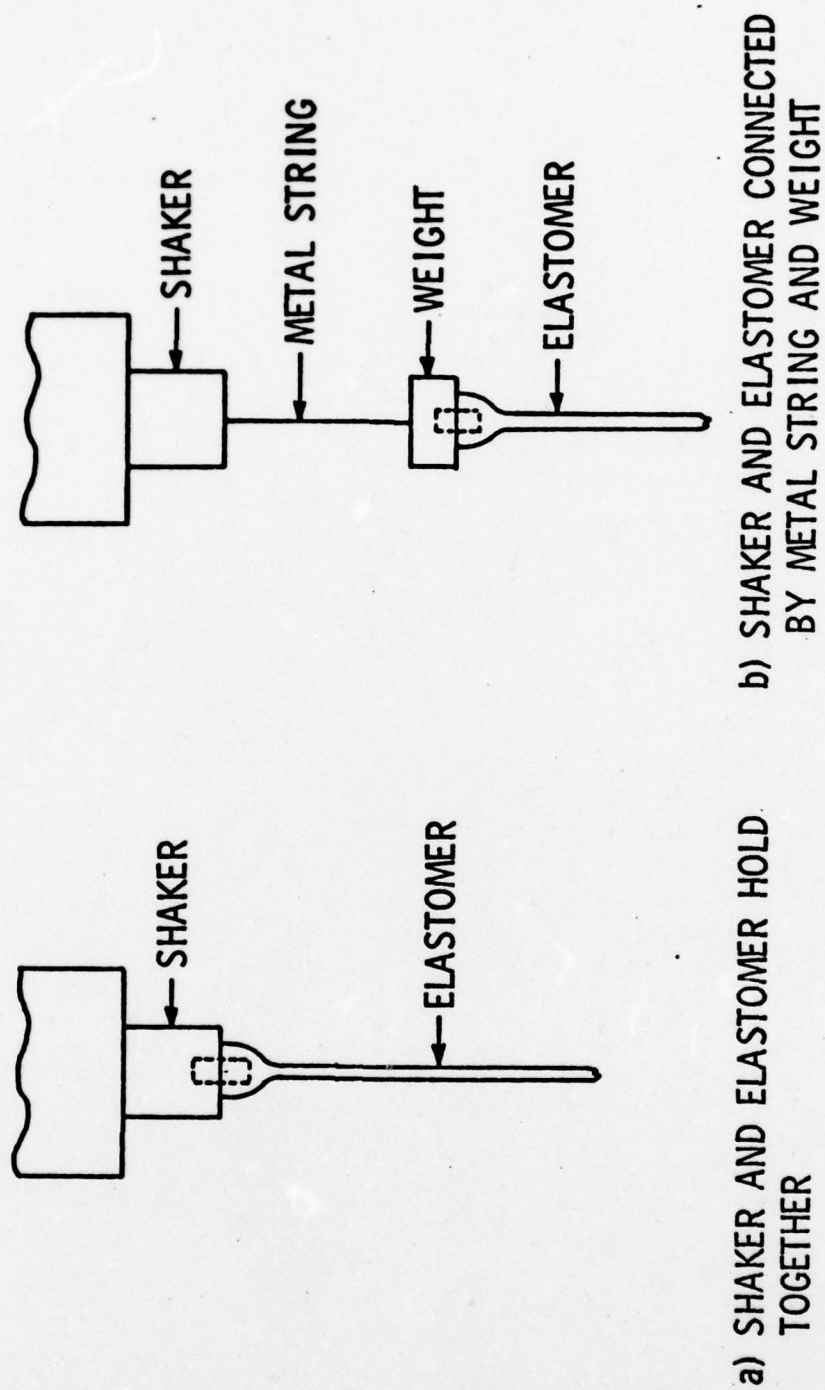 SHAKER
ELASTOMER
a) SHAKER AND ELASTOMER HOLD
TOGETHER
SHAKER
METAL STRING
WEIGHT
ELASTOMER
b) SHAKER AND ELASTOMER CONNECTED
BY METAL STRING AND WEIGHT